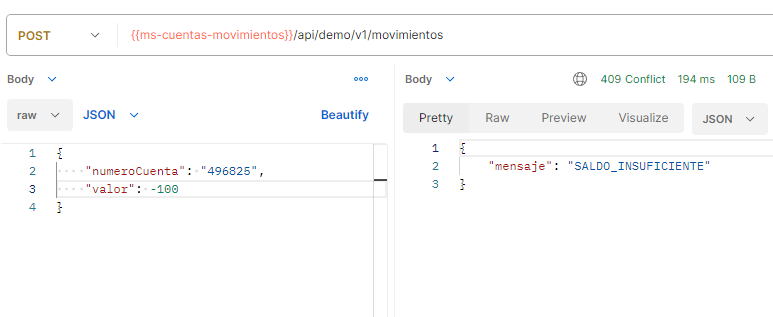 POST {{ms-cuentas-movimientos}}/api/demo/v1/movimientos
Body
raw JSON Beautify
1 {
2 "numeroCuenta": "496825",
3 "valor": -100
4 }
Body 409 Conflict 194 ms 109 B
Pretty Raw Preview Visualize JSON
1 {
2 "mensaje": "SALDO_INSUFICIENTE"
3 }